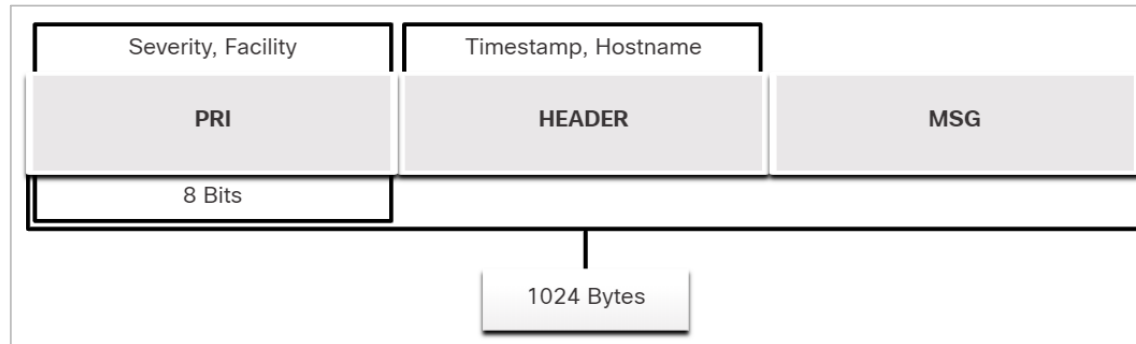 Severity, Facility
Timestamp, Hostname
PRI
HEADER
MSG
8 Bits
1024 Bytes